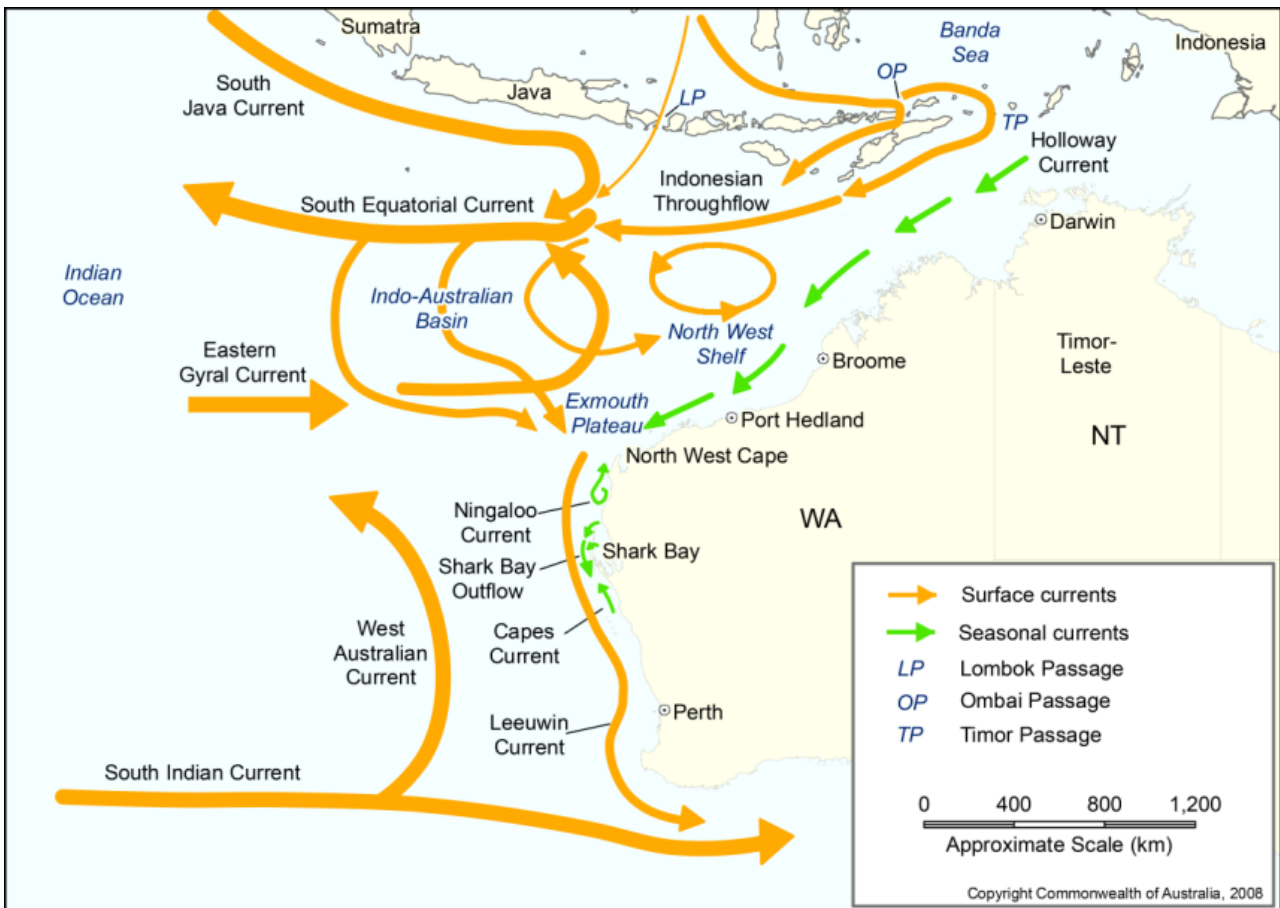 Sumatra
Banda
Sea
Indonesia
South
Java Current
Java
LP
OP
TP
Holloway
Current
Indonesian
Throughflow
South Equatorial Current
Darwin
Indian
Ocean
Indo-Australian
Basin
North West
Shelf
Timor-
Leste
Eastern
Gyral Current
Broome
Exmouth
Plateau
Port Hedland
NT
North West Cape
Ningaloo
Current
WA
Shark Bay
Shark Bay
Outflow
Capes
Current
West
Australian
Current
Perth
Leeuwin
Current
South Indian Current
Surface currents
Seasonal currents
LP Lombok Passage
OP Ombai Passage
TP Timor Passage
0 400 800 1,200
Approximate Scale (km)
Copyright Commonwealth of Australia, 2008